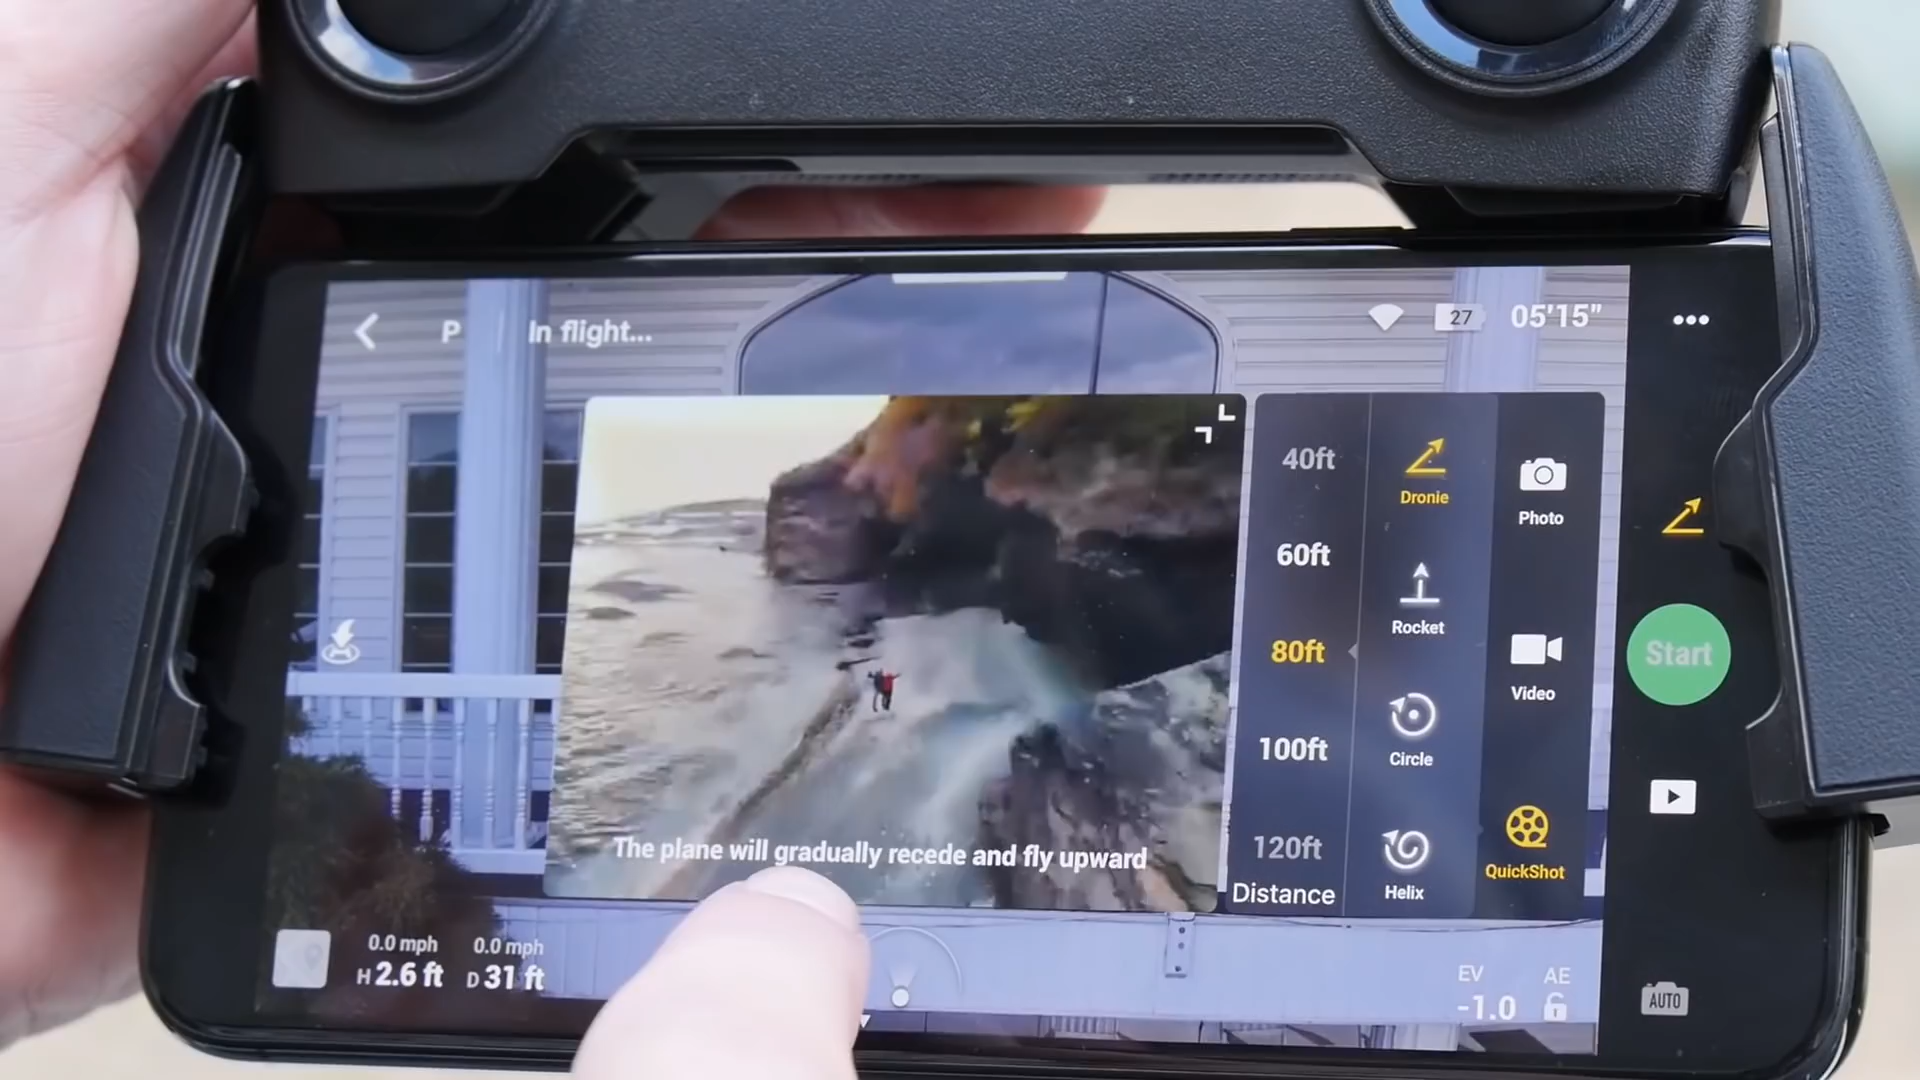 P In flight... 27 05'15"
40ft
60ft
80ft
100ft
120ft
Distance
Dronie
Rocket
Circle
Helix
Photo
Video
QuickShot
Start
The plane will gradually recede and fly upward
0.0 mph 0.0 mph
H 2.6 ft D 31 ft
EV AE
-1.0
AUTO